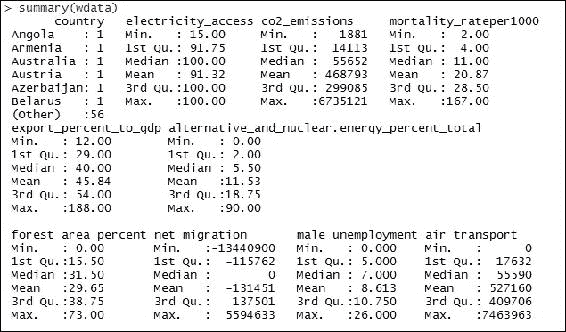 > summary(wdata)
country electricity_access co2_emissions mortality_rateper1000
Angola : 1 Min. : 15.00 Min. : 1881 Min. : 2.00
Armenia : 1 1st Qu.: 91.75 1st Qu.: 14113 1st Qu.: 4.00
Australia : 1 Median :100.00 Median : 55652 Median : 11.00
Austria : 1 Mean : 91.32 Mean : 468793 Mean : 20.87
Azerbaijan: 1 3rd Qu.:100.00 3rd Qu.: 299085 3rd Qu.: 28.50
Belarus : 1 Max. :100.00 Max. :6735121 Max. :167.00
(Other) :56
export_percent_to_gdp alternative_and_nuclear.energy_percent_total
Min. : 12.00 Min. : 0.00
1st Qu.: 29.00 1st Qu.: 2.00
Median : 40.00 Median : 5.50
Mean : 45.84 Mean :11.53
3rd Qu.: 54.00 3rd Qu.:18.75
Max. :188.00 Max. :90.00
forest area percent net migration male unemployment air transport
Min. : 0.00 Min. :-13440900 Min. : 0.000 Min. : 0
1st Qu.:15.50 1st Qu.: -115762 1st Qu.: 5.000 1st Qu.: 17632
Median :31.50 Median : 0 Median : 7.000 Median : 55590
Mean :29.65 Mean : -131451 Mean : 8.613 Mean : 527160
3rd Qu.:38.75 3rd Qu.: 137501 3rd Qu.:10.750 3rd Qu.: 409706
Max. :73.00 Max. : 5594633 Max. :26.000 Max. :7463963